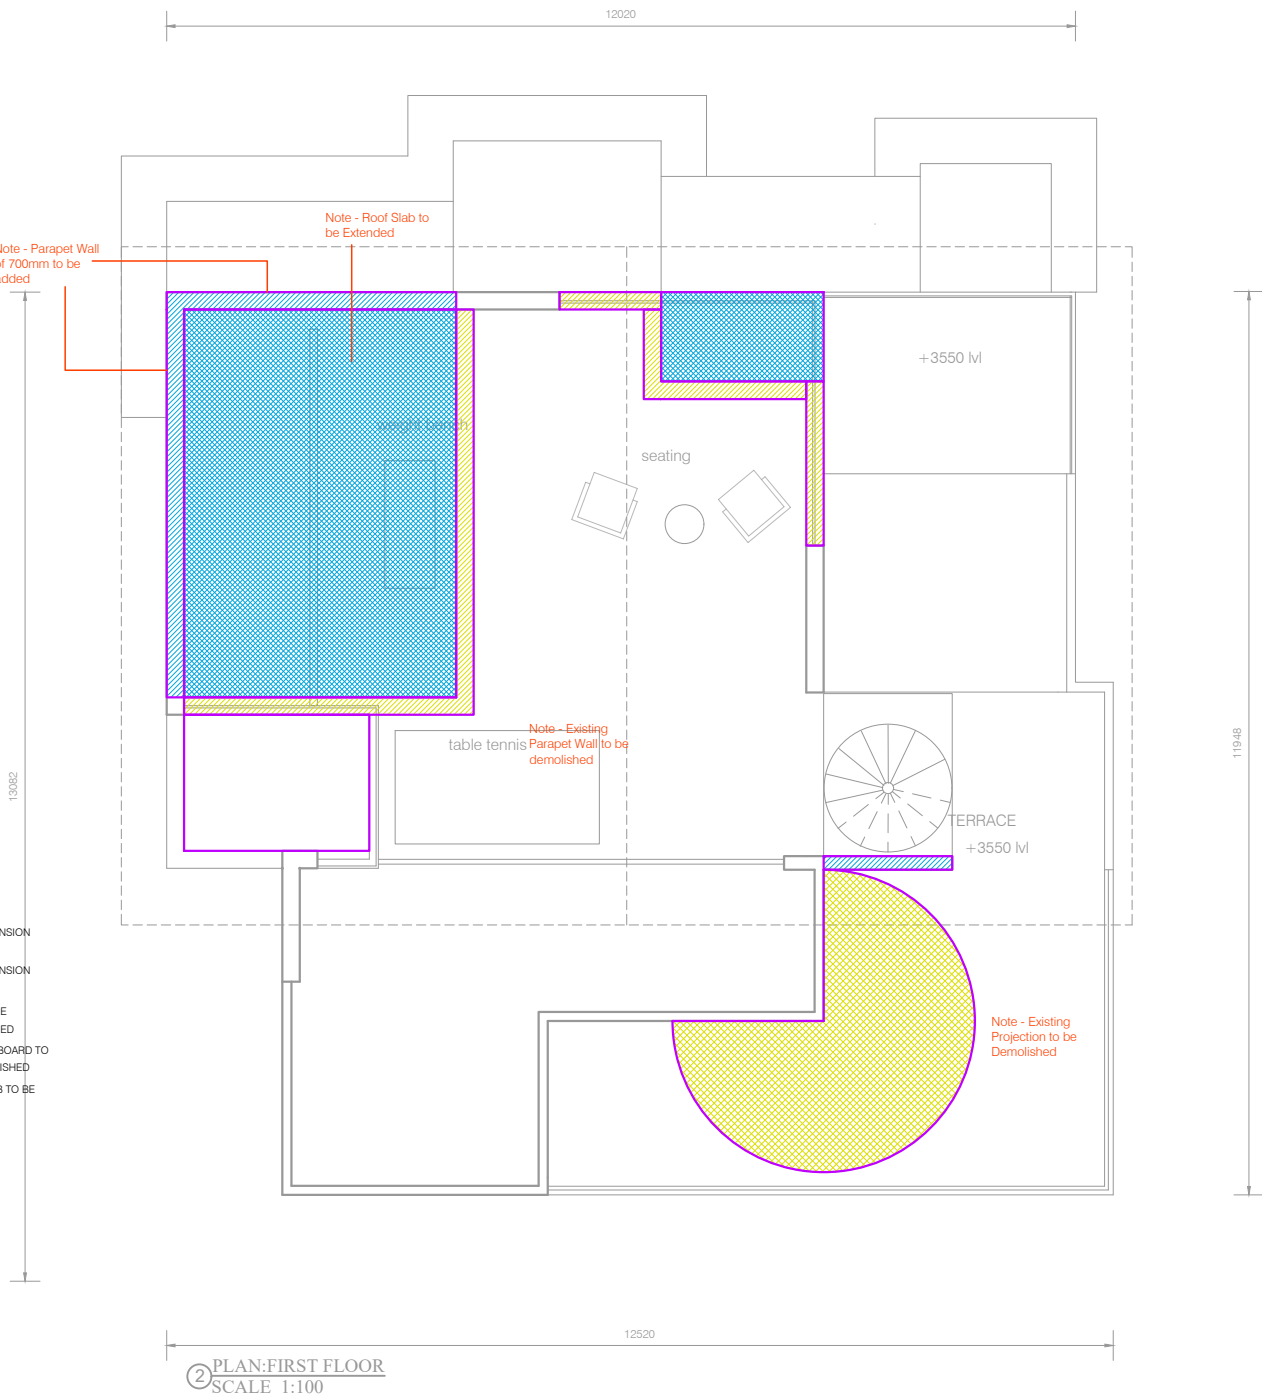 12020
Note - Roof Slab to
be Extended
Note - Parapet Wall
of 700mm to be
added
+3550 lvl
weight bench
seating
Note - Existing
Parapet Wall to be
demolished
table tennis
13082
11948
TERRACE
+3550 lvl
NSION
NSION
E
ED
BOARD TO
ISHED
B TO BE
Note - Existing
Projection to be
Demolished
12520
2
PLAN:FIRST FLOOR
SCALE 1:100